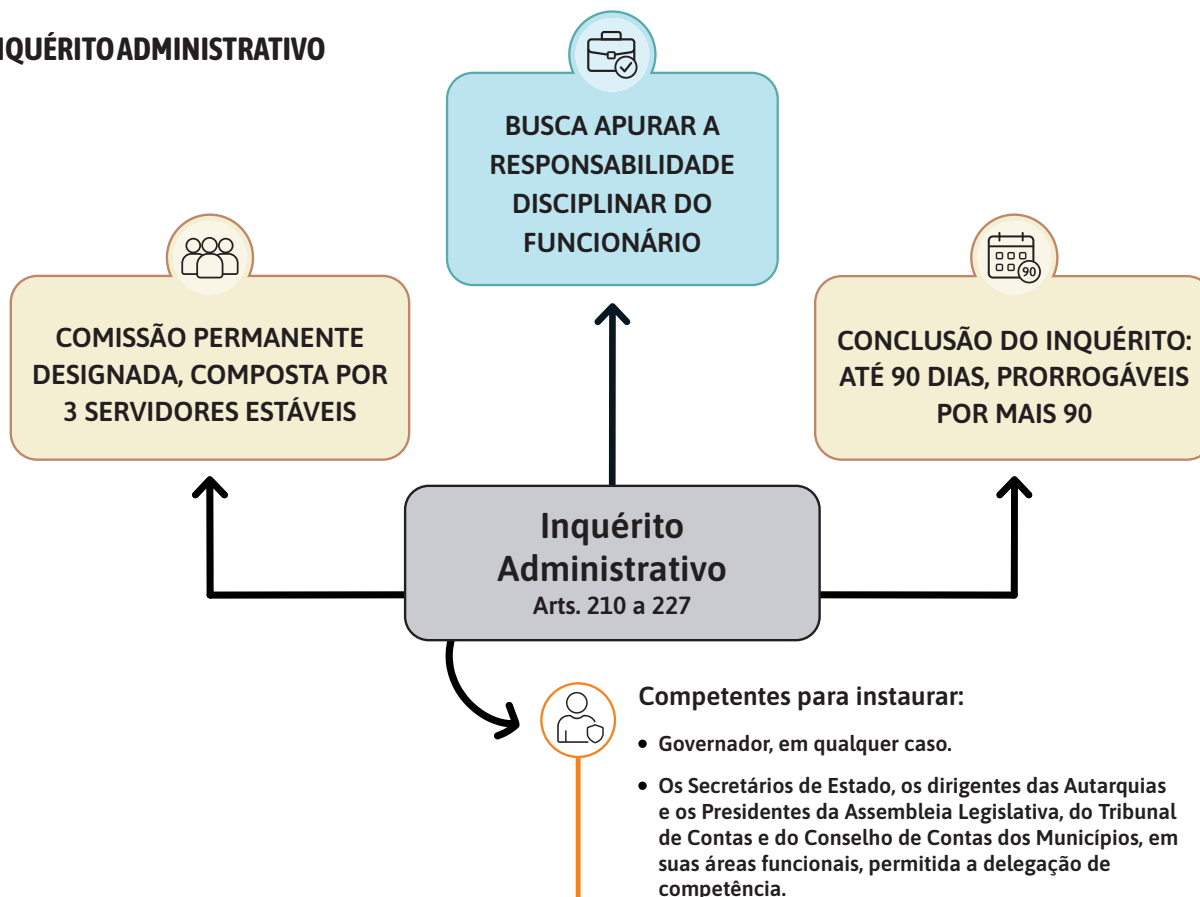 NQUÉRITO ADMINISTRATIVO
BUSCA APURAR A
RESPONSABILIDADE
DISCIPLINAR DO
FUNCIONÁRIO
COMISSÃO PERMANENTE
DESIGNADA, COMPOSTA POR
3 SERVIDORES ESTÁVEIS
90
CONCLUSÃO DO INQUÉRITO:
ATÉ 90 DIAS, PRORROGÁVEIS
POR MAIS 90
Inquérito
Administrativo
Arts. 210 a 227
Competentes para instaurar:
• Governador, em qualquer caso.
• Os Secretários de Estado, os dirigentes das Autarquias
e os Presidentes da Assembleia Legislativa, do Tribunal
de Contas e do Conselho de Contas dos Municípios, em
suas áreas funcionais, permitida a delegação de
competência.